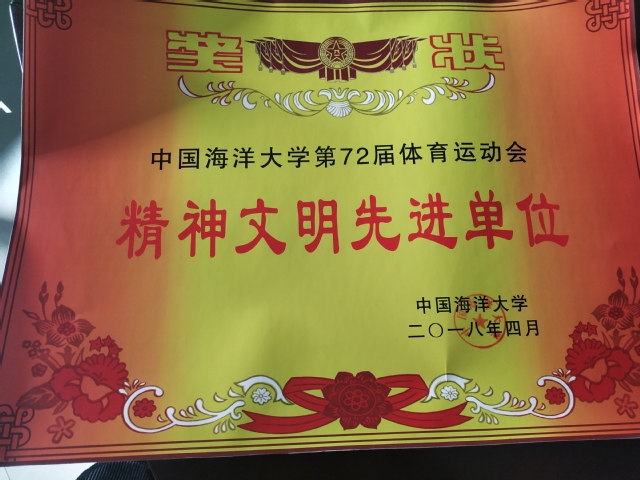 奖状
中国海洋大学第72届体育运动会
精神文明先进单位
中国海洋大学
二〇一八年四月